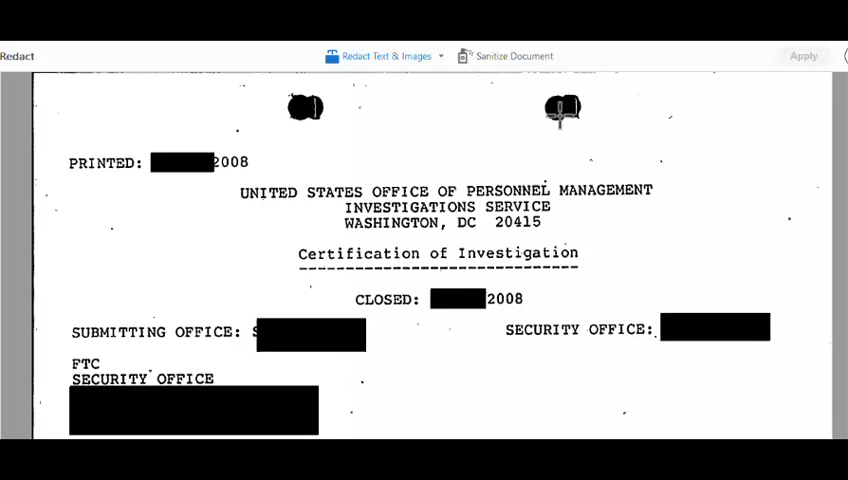 Redact
Redact Text & Images
Sanitize Document
Apply
PRINTED: 2008
UNITED STATES OFFICE OF PERSONNEL MANAGEMENT
INVESTIGATIONS SERVICE
WASHINGTON, DC 20415
Certification of Investigation
------------------------------
CLOSED: 2008
SUBMITTING OFFICE: S
SECURITY OFFICE:
FTC
SECURITY OFFICE